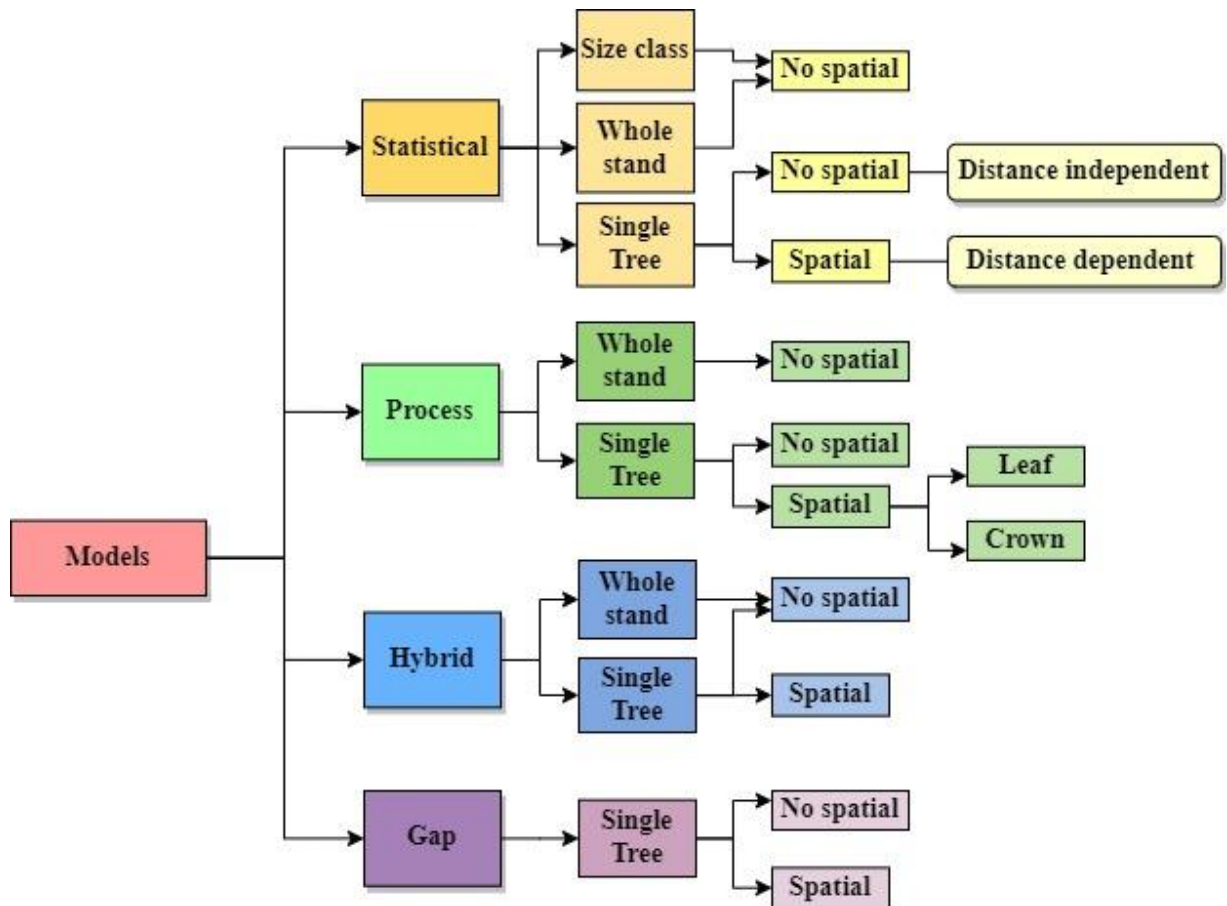 Models
Statistical
Size class
Whole
stand
Single
Tree
No spatial
No spatial
Distance independent
Spatial
Distance dependent
Process
Whole
stand
Single
Tree
No spatial
No spatial
Spatial
Leaf
Crown
Hybrid
Whole
stand
Single
Tree
No spatial
Spatial
Gap
Single
Tree
No spatial
Spatial